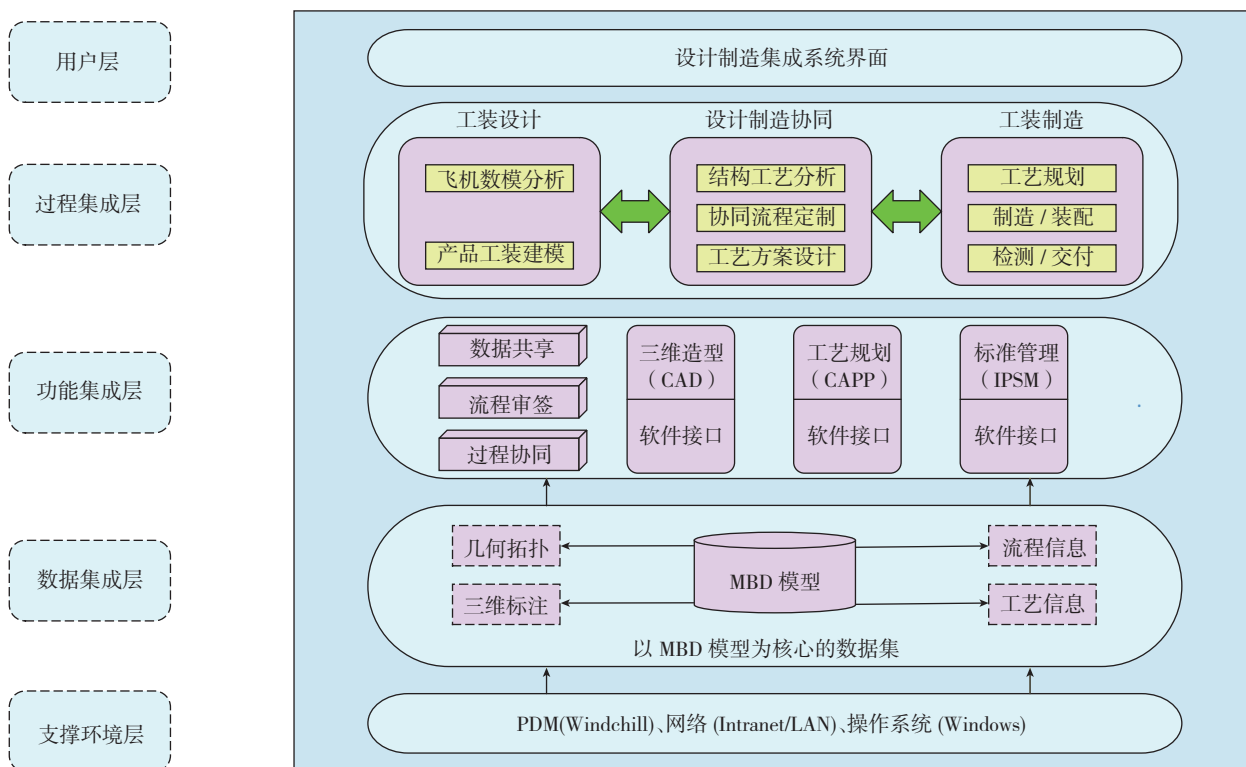 用户层
设计制造集成系统界面
过程集成层
工装设计
设计制造协同
工装制造
飞机数模分析
产品工装建模
结构工艺分析
协同流程定制
工艺方案设计
工艺规划
制造 / 装配
检测 / 交付
功能集成层
数据共享
流程审签
过程协同
三维造型
（CAD）
软件接口
工艺规划
（CAPP）
软件接口
标准管理
（IPSM）
软件接口
数据集成层
几何拓扑
三维标注
MBD 模型
流程信息
工艺信息
以 MBD 模型为核心的数据集
支撑环境层
PDM(Windchill)、网络 (Intranet/LAN)、操作系统 (Windows)